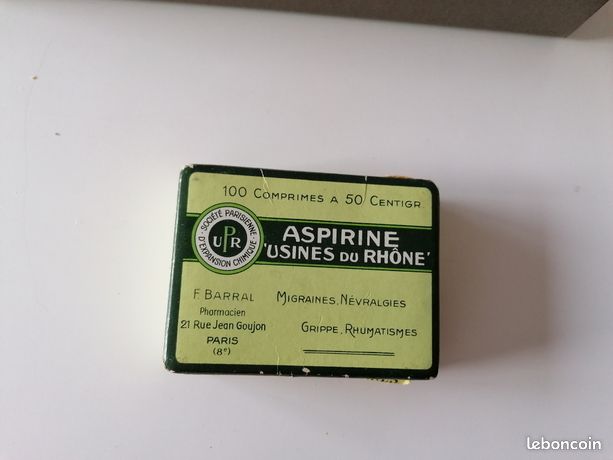 100 COMPRIMES A 50 CENTIGR
SOCIÉTÉ PARISIENNE
D'EXPANSION CHIMIQUE
UPR
ASPIRINE
'USINES DU RHÔNE'
F. BARRAL
Pharmacien
21 Rue Jean Goujon
PARIS
(8e)
MIGRAINES, NÉVRALGIES
GRIPPE, RHUMATISMES
leboncoin